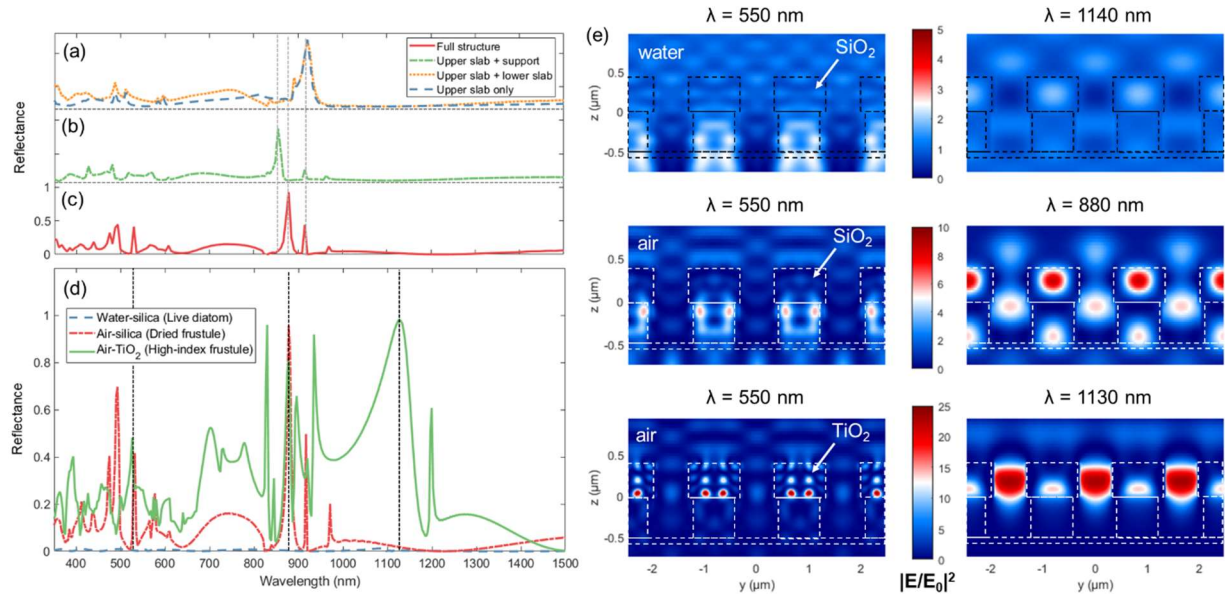 (a)
Full structure
Upper slab + support
Upper slab + lower slab
Upper slab only
(b)
Reflectance
1
(c)
0.5
0
(d)
1
Water-silica (Live diatom)
Air-silica (Dried frustule)
Air-TiO2 (High-index frustule)
0.8
0.6
Reflectance
0.4
0.2
0
400 500 600 700 800 900 1000 1100 1200 1300 1400 1500
Wavelength (nm)
(e)
λ = 550 nm
λ = 1140 nm
water
SiO2
z (μm)
0.5
0
-0.5
5
4
3
2
1
0
λ = 550 nm
λ = 880 nm
air
SiO2
z (μm)
0.5
0
-0.5
10
8
6
4
2
0
λ = 550 nm
λ = 1130 nm
air
TiO2
z (μm)
0.5
0
-0.5
25
20
15
10
5
0
-2 -1 0 1 2
y (μm)
|E/E0|²
-2 -1 0 1 2
y (μm)